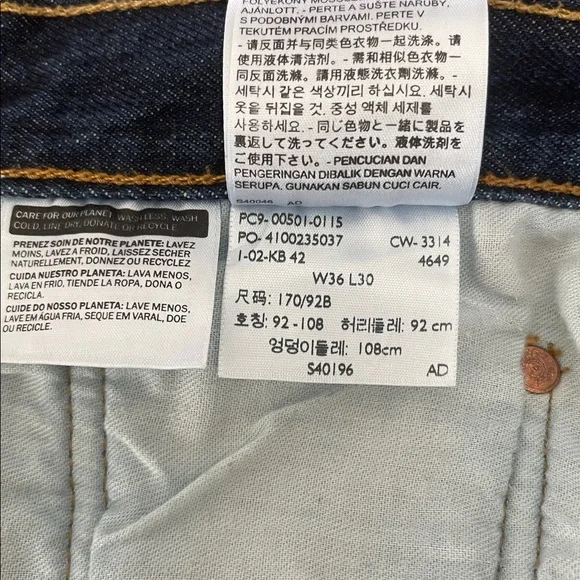 FOLYÉKONY MOSÓSZER
AJÁNLOTT. - PERTE A SUŠTE NARUBY,
S PODOBNÝMI BARVAMI. PERTE V
TEKUTÉM PRACÍM PROSTŘEDKU.
- 请反面并与同类色衣物一起洗涤。请
使用液体清洁剂。- 需和相似色衣物一
同反面洗滌。請用液態洗衣劑洗滌。-
세탁시 같은 색상끼리 하십시오. 세탁시
옷을 뒤집을 것. 중성 액체 세제를
사용하세요. - 同じ色物と一緒に製品を
裏返して洗ってください。液体洗剤を
ご使用下さい。- PENCUCIAN DAN
PENGERINGAN DIBALIK DENGAN WARNA
SERUPA. GUNAKAN SABUN CUCI CAIR.
S40046 AD
CARE FOR OUR PLANET: WASH LESS, WASH
COLD, LINE DRY, DONATE OR RECYCLE
PRENEZ SOIN DE NOTRE PLANETE: LAVEZ
MOINS, LAVEZ A FROID, LAISSEZ SECHER
NATURELLEMENT, DONNEZ OU RECYCLEZ
CUIDA NUESTRO PLANETA: LAVA MENOS,
LAVA EN FRIO, TIENDE LA ROPA, DONA O
RECICLA.
CUIDE DO NOSSO PLANETA: LAVE MENOS,
LAVE EM ÁGUA FRIA, SEQUE EM VARAL, DOE
OU RECICLE.
PC9- 00501-0115
PO- 4100235037 CW- 3314
1-02-KB 42 4649
W36 L30
尺码: 170/92B
호칭: 92 -108 허리둘레: 92 cm
엉덩이둘레: 108cm
S40196 AD